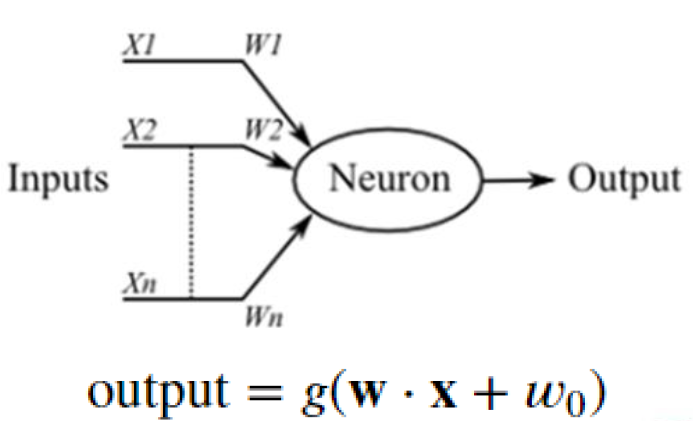 X1 W1
X2 W2
Inputs Neuron Output
Xn
Wn
output = g(𝐰 · 𝐱 + w₀)